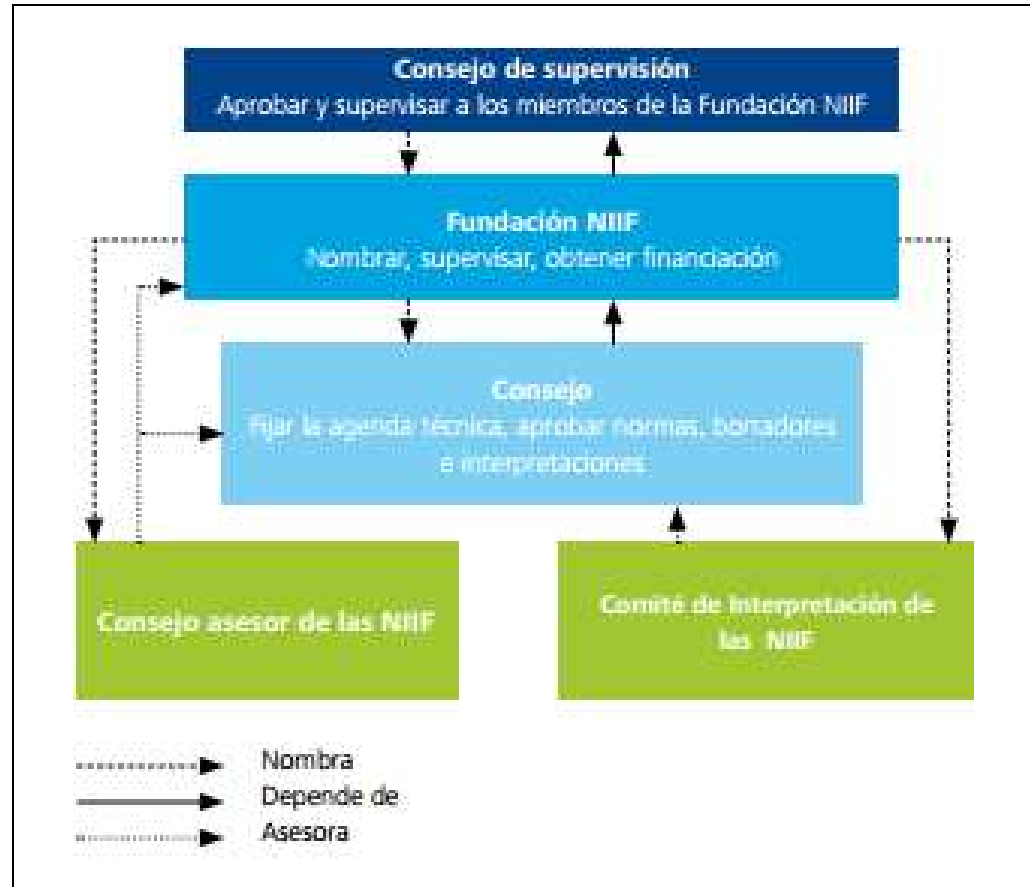 Consejo de supervisión
Aprobar y supervisar a los miembros de la Fundación NIIF
Fundación NIIF
Nombrar, supervisar, obtener financiación
Consejo
Fijar la agenda técnica, aprobar normas, borradores
e interpretaciones
Consejo asesor de las NIIF
Comité de Interpretación de
las NIIF
Nombra
Depende de
Asesora